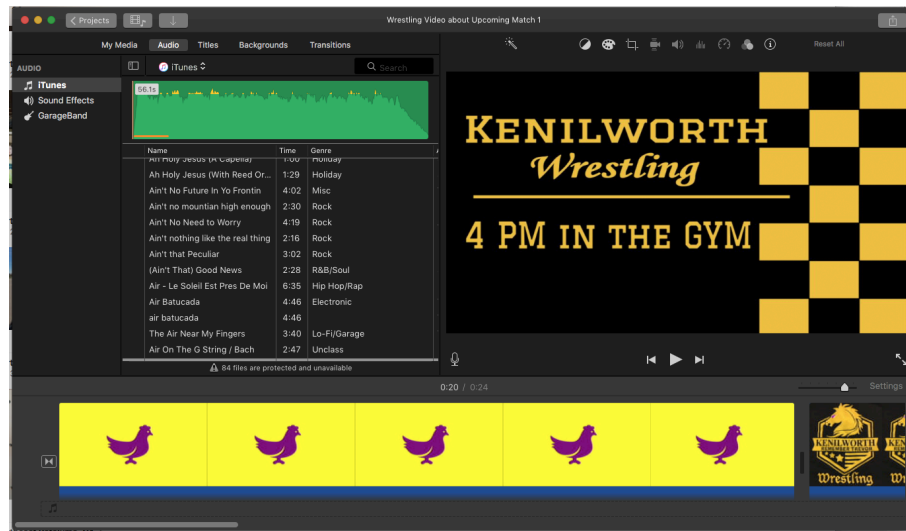 Projects
Wrestling Video about Upcoming Match 1
My Media Audio Titles Backgrounds Transitions
Reset All
AUDIO
iTunes
Sound Effects
GarageBand
iTunes
Search
56.1s
Name Time Genre
Ah Holy Jesus (A Capella) 1:00 Holiday
Ah Holy Jesus (With Reed Or... 1:29 Holiday
Ain't No Future In Yo Frontin 4:02 Misc
Ain't no mountian high enough 2:30 Rock
Ain't No Need to Worry 4:19 Rock
Ain't nothing like the real thing 2:16 Rock
Ain't that Peculiar 3:02 Rock
(Ain't That) Good News 2:28 R&B/Soul
Air - Le Soleil Est Pres De Moi 6:35 Hip Hop/Rap
Air Batucada 4:46 Electronic
air batucada 4:46
The Air Near My Fingers 3:40 Lo-Fi/Garage
Air On The G String / Bach 2:47 Unclass
84 files are protected and unavailable
KENILWORTH
Wrestling
4 PM IN THE GYM
0:20 / 0:24
Settings
KENILWORTH
Wrestling